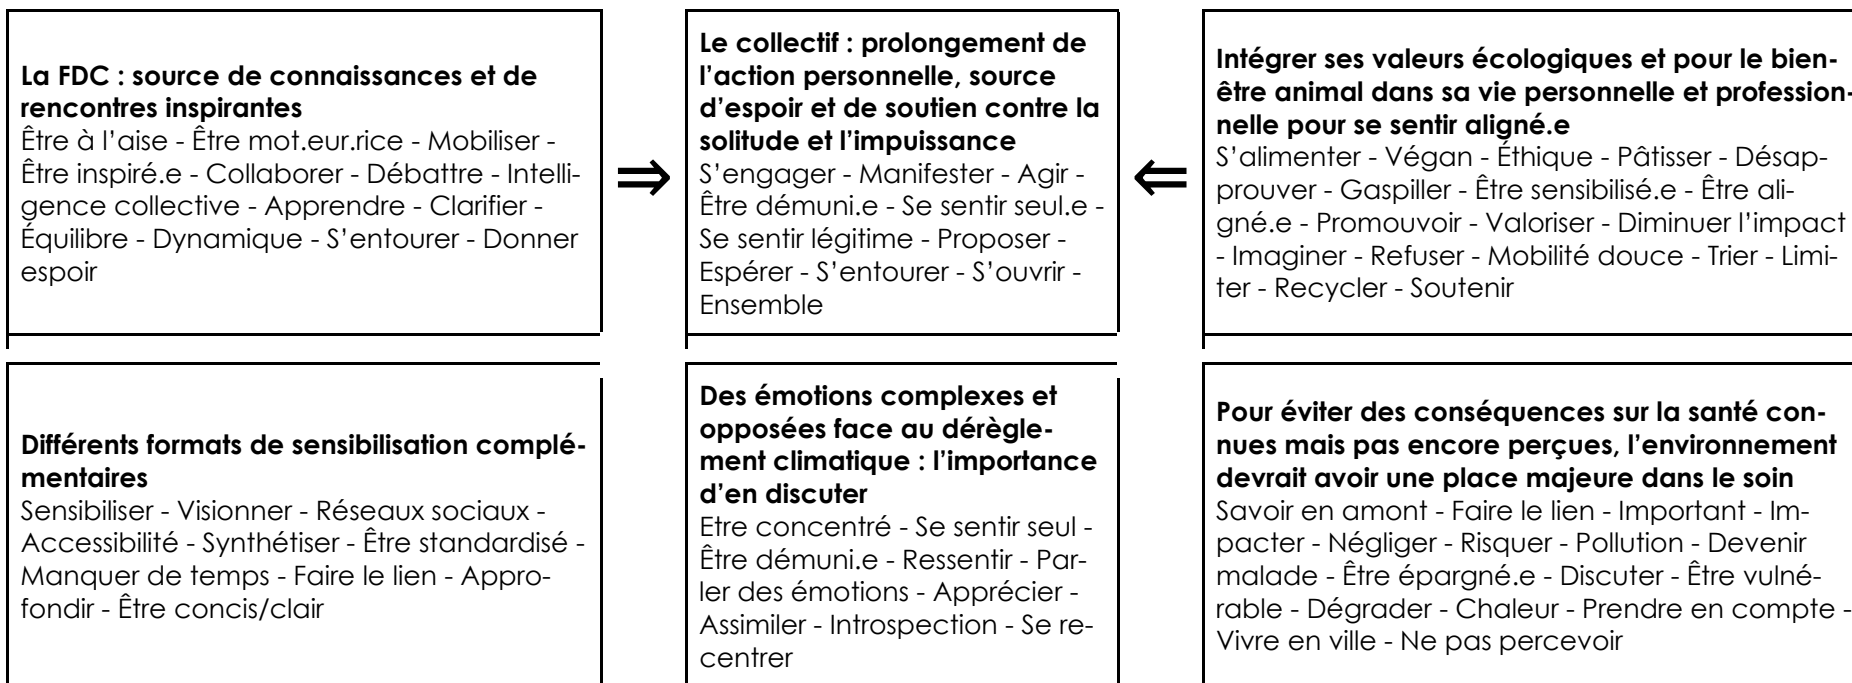 La FDC : source de connaissances et de
rencontres inspirantes
Être à l’aise - Être mot.eur.rice - Mobiliser -
Être inspiré.e - Collaborer - Débattre - Intelli-
gence collective - Apprendre - Clarifier -
Équilibre - Dynamique - S’entourer - Donner
espoir
⇒
Le collectif : prolongement de
l’action personnelle, source
d’espoir et de soutien contre la
solitude et l’impuissance
S’engager - Manifester - Agir -
Être démuni.e - Se sentir seul.e -
Se sentir légitime - Proposer -
Espérer - S’entourer - S’ouvrir -
Ensemble
⇐
Intégrer ses valeurs écologiques et pour le bien-
être animal dans sa vie personnelle et profession-
nelle pour se sentir aligné.e
S’alimenter - Végan - Éthique - Pâtisser - Désap-
prouver - Gaspiller - Être sensibilisé.e - Être ali-
gné.e - Promouvoir - Valoriser - Diminuer l’impact
- Imaginer - Refuser - Mobilité douce - Trier - Limi-
ter - Recycler - Soutenir
Différents formats de sensibilisation complé-
mentaires
Sensibiliser - Visionner - Réseaux sociaux -
Accessibilité - Synthétiser - Être standardisé -
Manquer de temps - Faire le lien - Appro-
fondir - Être concis/clair
Des émotions complexes et
opposées face au dérègle-
ment climatique : l’importance
d’en discuter
Etre concentré - Se sentir seul -
Être démuni.e - Ressentir - Par-
ler des émotions - Apprécier -
Assimiler - Introspection - Se re-
centrer
Pour éviter des conséquences sur la santé con-
nues mais pas encore perçues, l’environnement
devrait avoir une place majeure dans le soin
Savoir en amont - Faire le lien - Important - Im-
pacter - Négliger - Risquer - Pollution - Devenir
malade - Être épargné.e - Discuter - Être vulné-
rable - Dégrader - Chaleur - Prendre en compte -
Vivre en ville - Ne pas percevoir